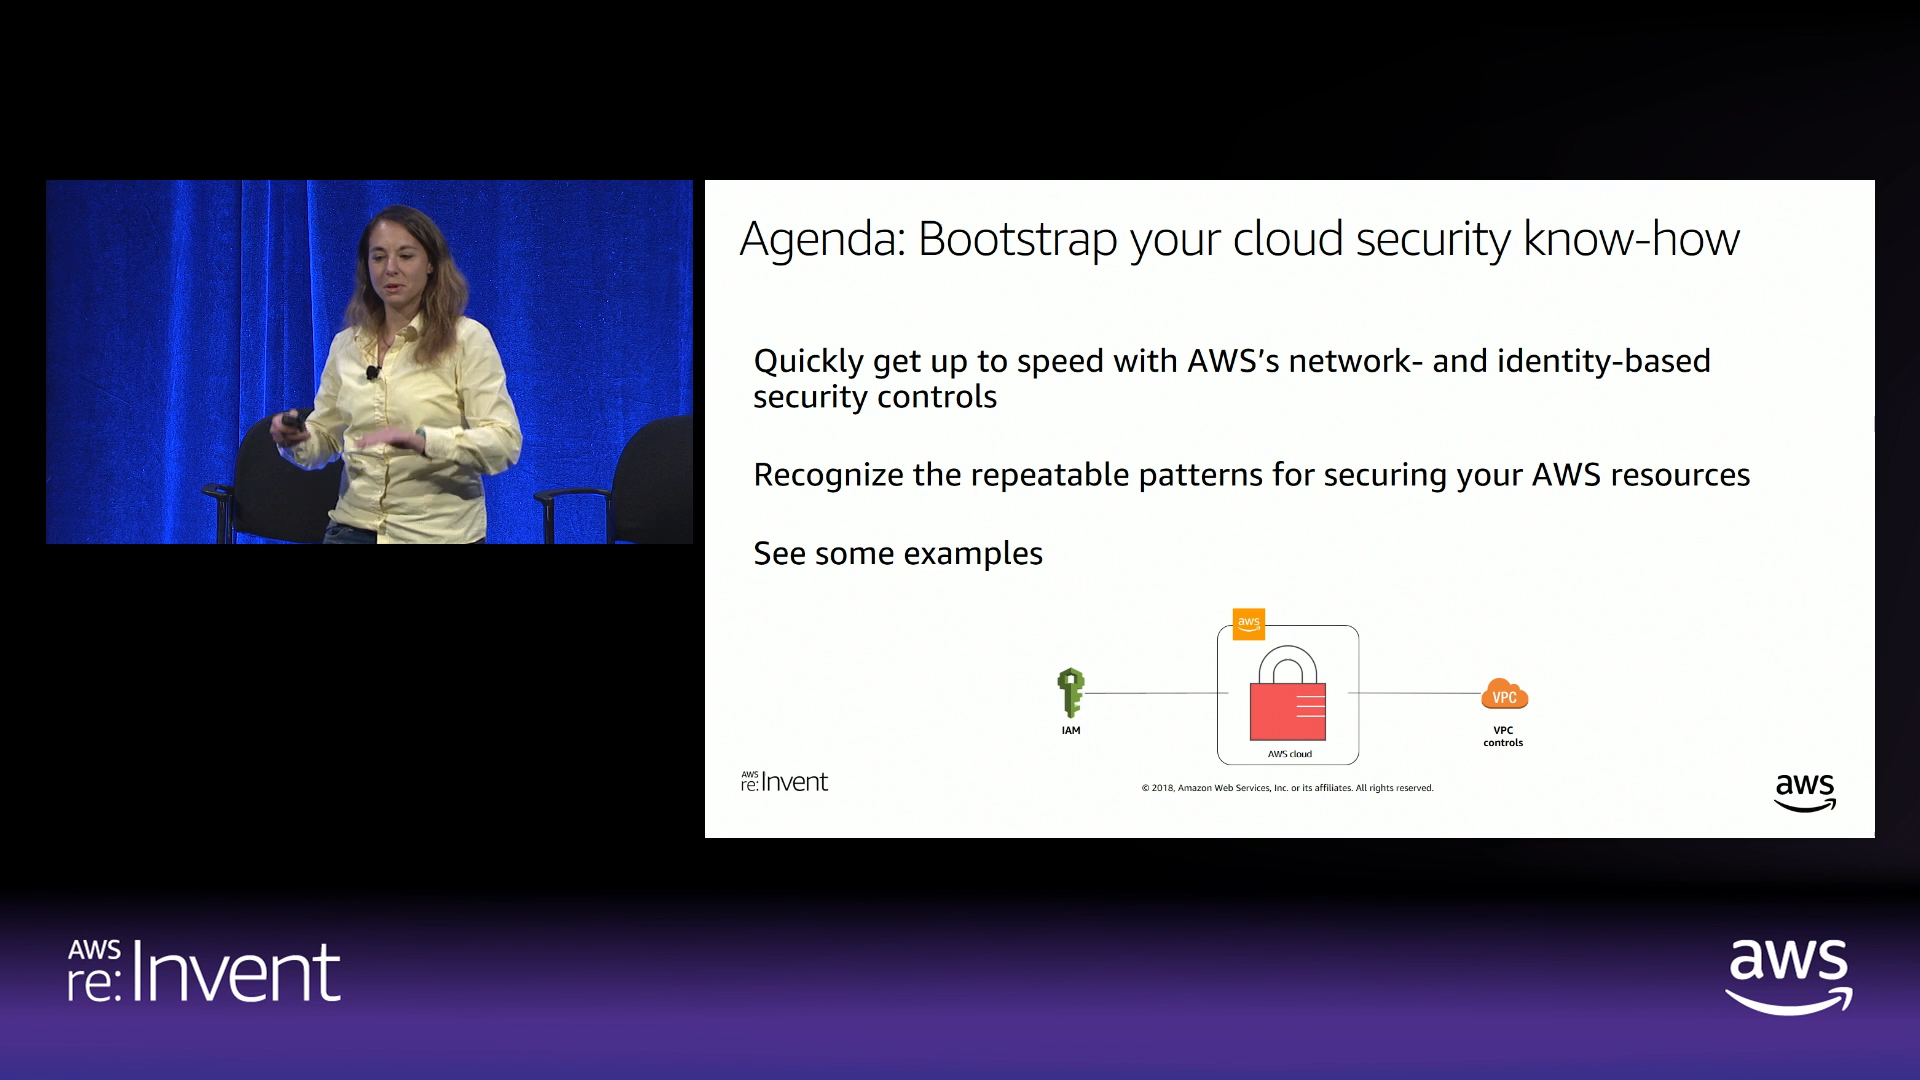 Agenda: Bootstrap your cloud security know-how
Quickly get up to speed with AWS’s network- and identity-based
security controls
Recognize the repeatable patterns for securing your AWS resources
See some examples
aws
IAM
AWS cloud
VPC
VPC
controls
AWS
re:Invent
© 2018, Amazon Web Services, Inc. or its affiliates. All rights reserved.
aws
AWS
re:Invent
aws